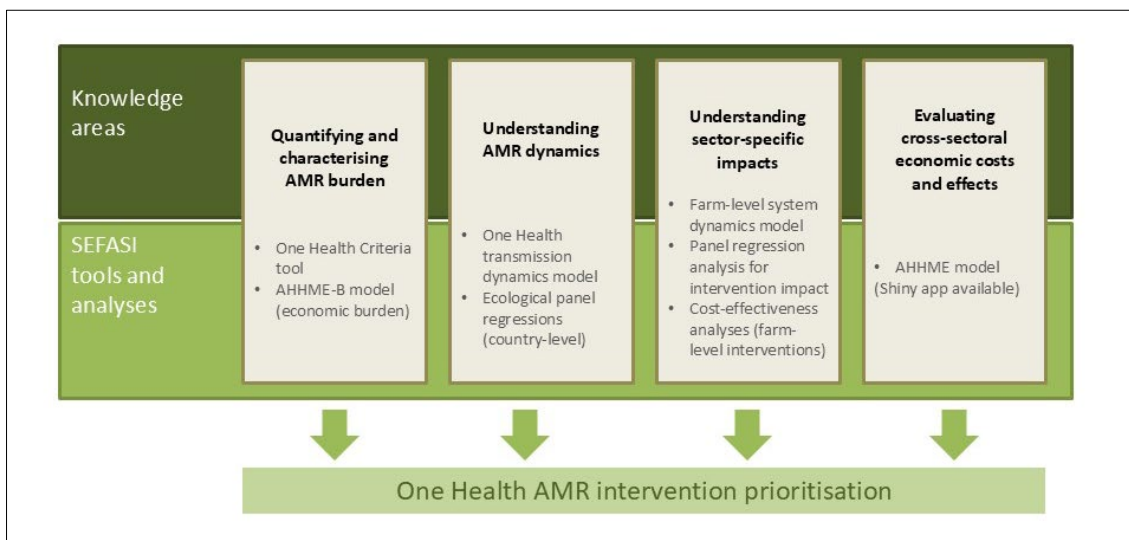 Knowledge
areas
SEFASI
tools and
analyses
Quantifying and
characterising
AMR burden
• One Health Criteria
tool
• AHHME-B model
(economic burden)
Understanding
AMR dynamics
• One Health
transmission
dynamics model
• Ecological panel
regressions
(country-level)
Understanding
sector-specific
impacts
• Farm-level system
dynamics model
• Panel regression
analysis for
intervention impact
• Cost-effectiveness
analyses (farm-
level interventions)
Evaluating
cross-sectoral
economic costs
and effects
• AHHME model
(Shiny app available)
One Health AMR intervention prioritisation